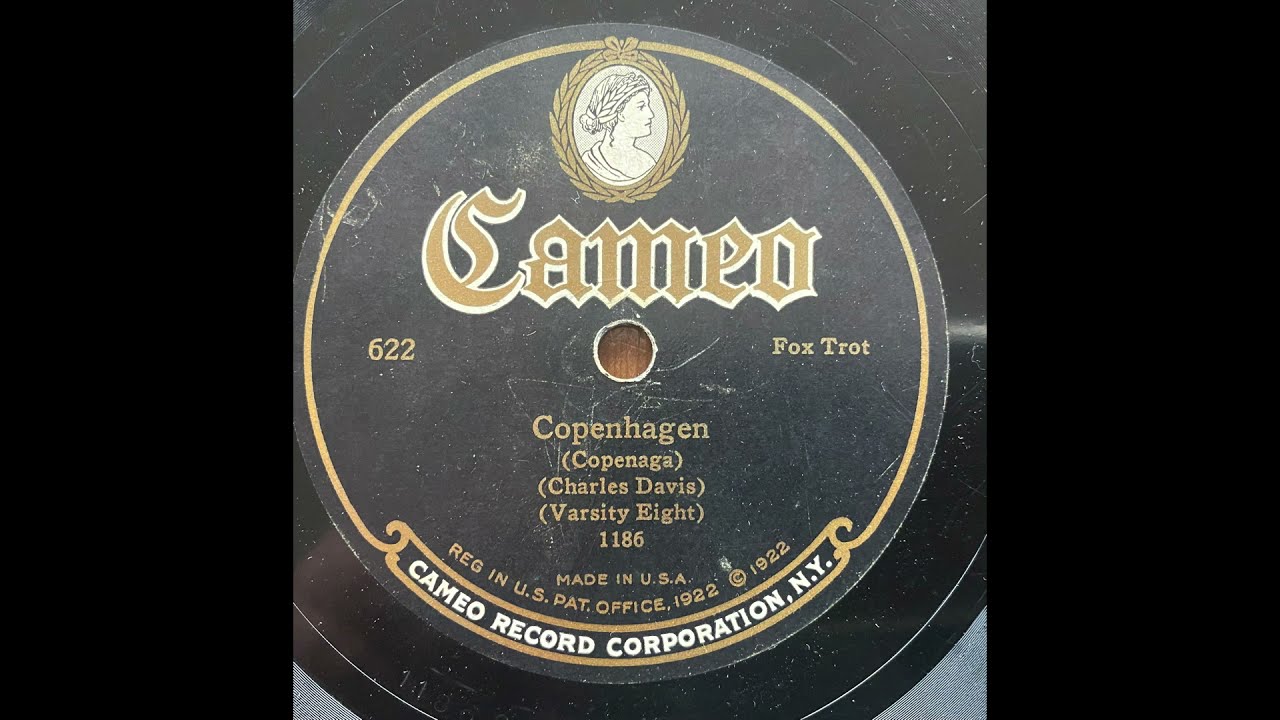 Cameo
622
Fox Trot
Copenhagen
(Copenaga)
(Charles Davis)
(Varsity Eight)
1186
MADE IN U.S.A.
REG IN U.S. PAT. OFFICE, 1922 © 1922
CAMEO RECORD CORPORATION, N.Y.